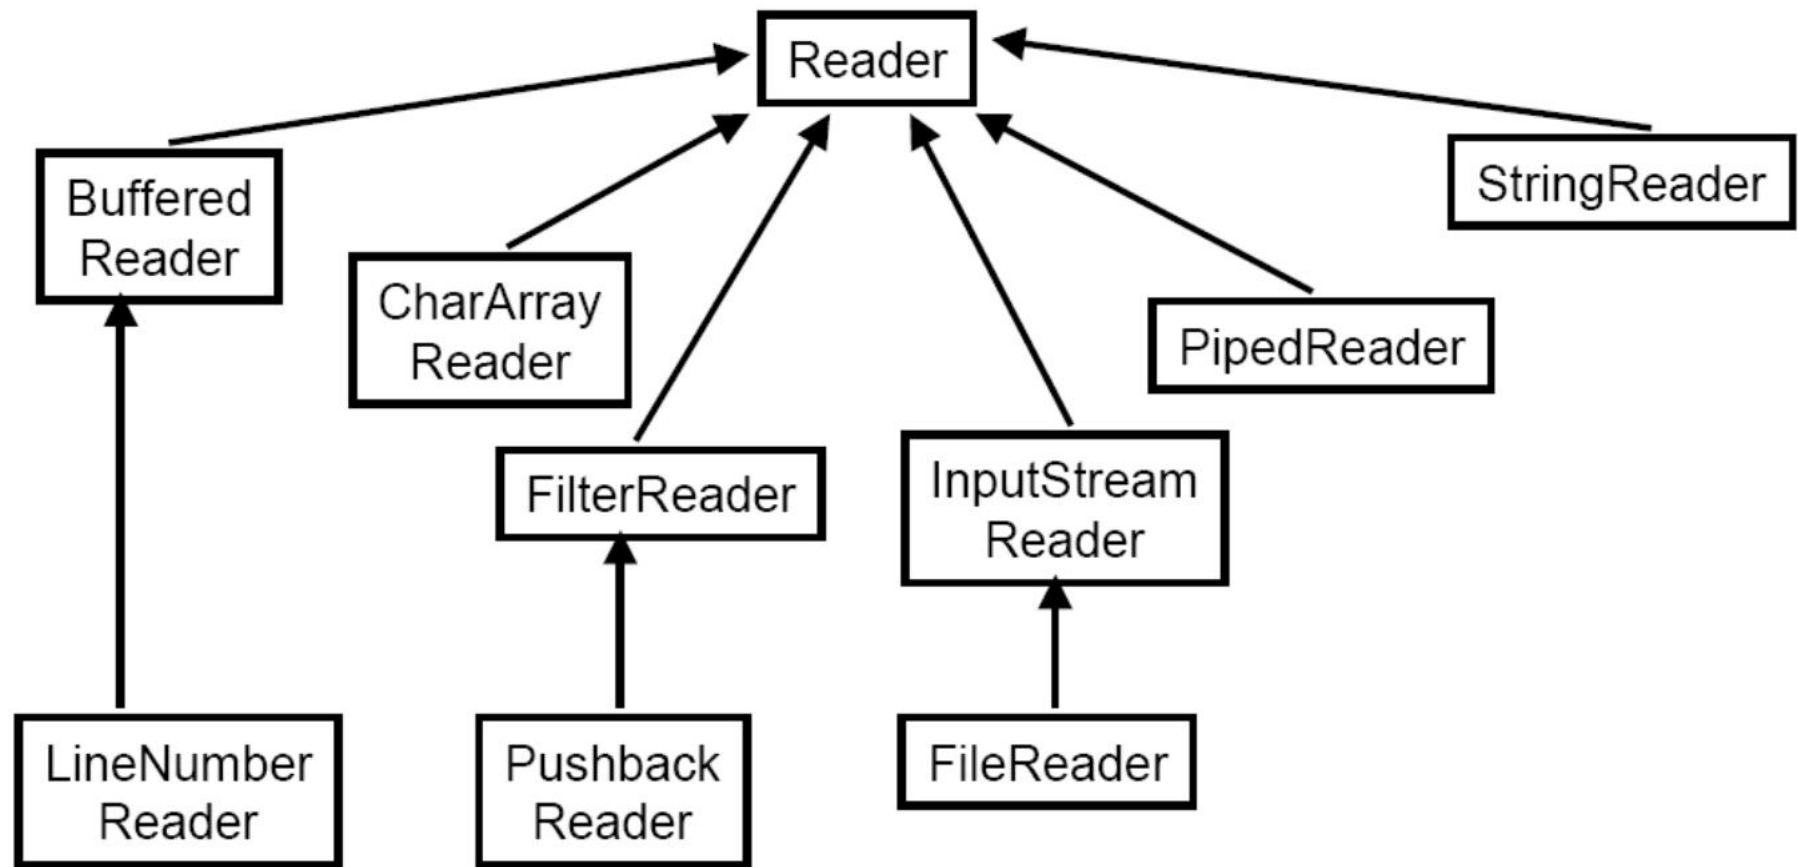 Reader
Buffered
Reader
StringReader
CharArray
Reader
PipedReader
FilterReader
InputStream
Reader
LineNumber
Reader
Pushback
Reader
FileReader